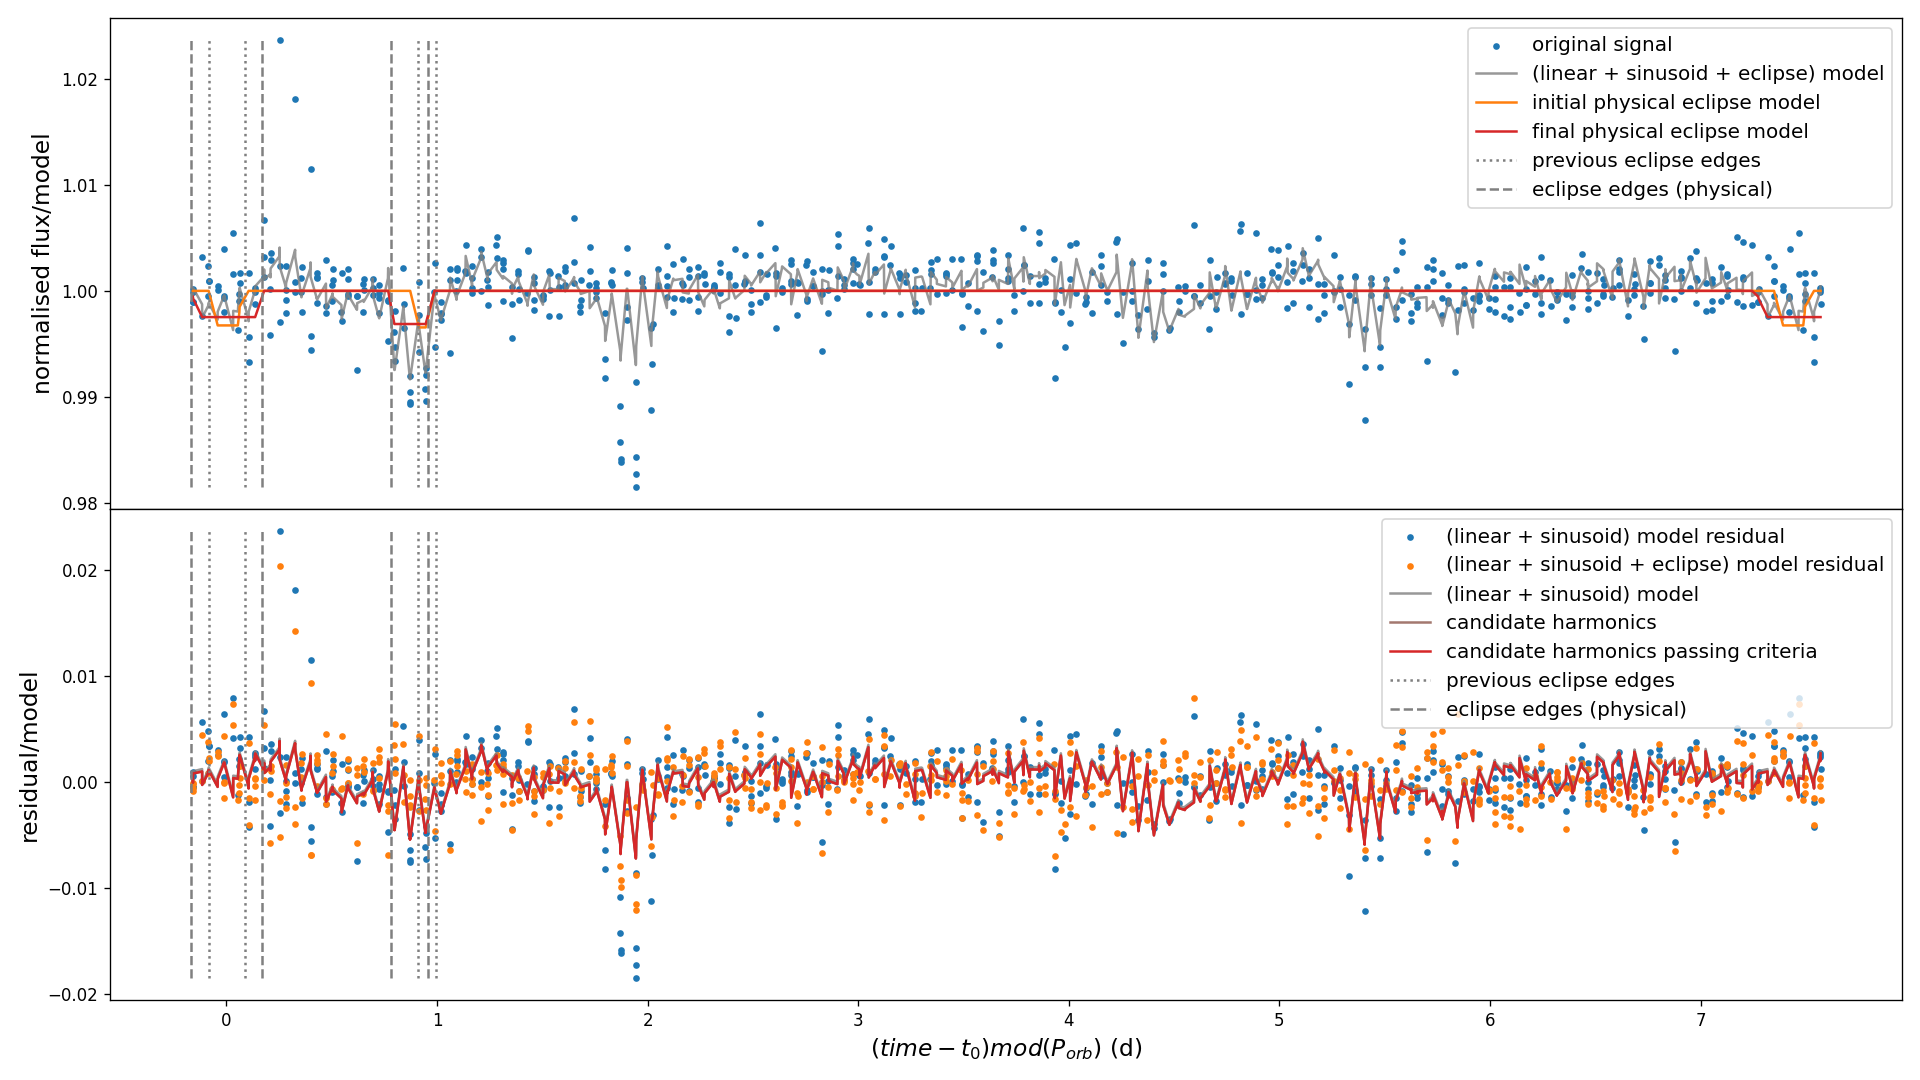 normalised flux/model
1.02
1.01
1.00
0.99
0.98
original signal
(linear + sinusoid + eclipse) model
initial physical eclipse model
final physical eclipse model
previous eclipse edges
eclipse edges (physical)
residual/model
0.02
0.01
0.00
−0.01
−0.02
(linear + sinusoid) model residual
(linear + sinusoid + eclipse) model residual
(linear + sinusoid) model
candidate harmonics
candidate harmonics passing criteria
previous eclipse edges
eclipse edges (physical)
0 1 2 3 4 5 6 7
(time − t₀)mod(P_orb) (d)